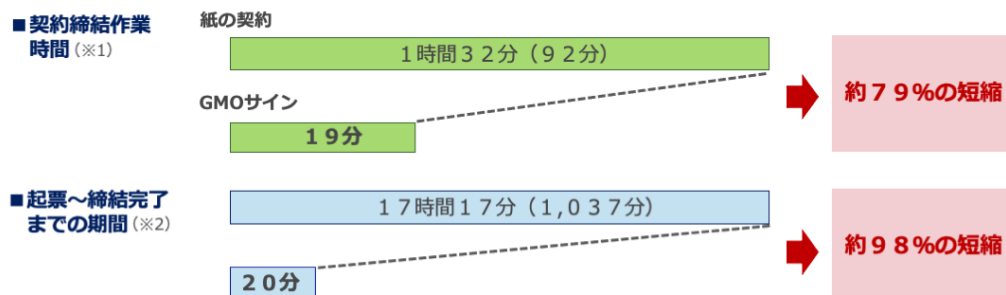 ■契約締結作業
時間(※1)
紙の契約
1時間32分(92分)
GMOサイン
19分
約79%の短縮
■起票～締結完了
までの期間(※2)
17時間17分(1,037分)
20分
約98%の短縮